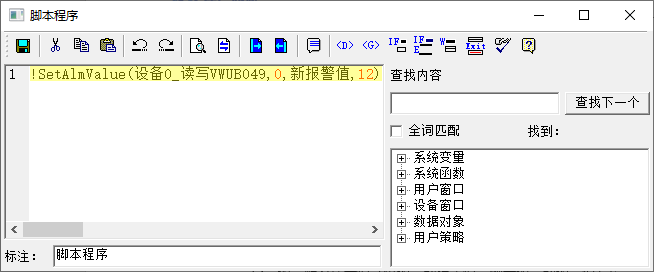 脚本程序
<D> <G> IF= IF= E W= Exit
1 !SetAlmValue(设备0_读写VWUB049,0,新报警值,12)
查找内容
查找下一个
全词匹配 找到:
系统变量
系统函数
用户窗口
设备窗口
数据对象
用户策略
标注: 脚本程序